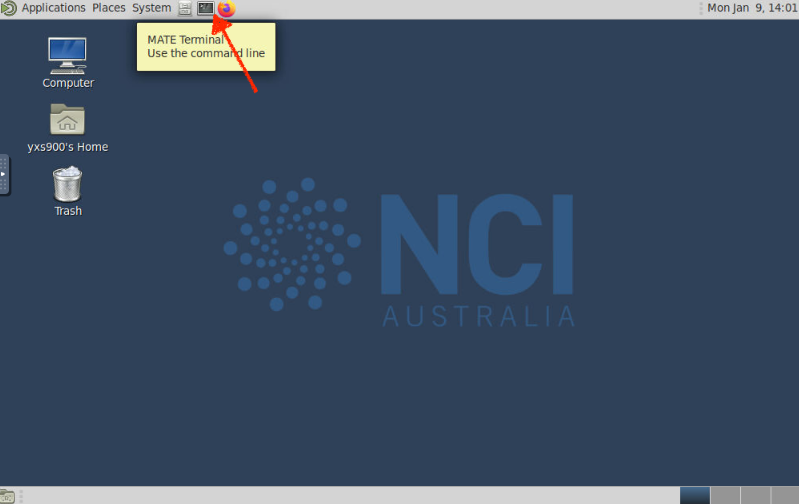 Applications Places System
Mon Jan 9, 14:01
MATE Terminal
Use the command line
Computer
yxs900's Home
Trash
NCI
AUSTRALIA